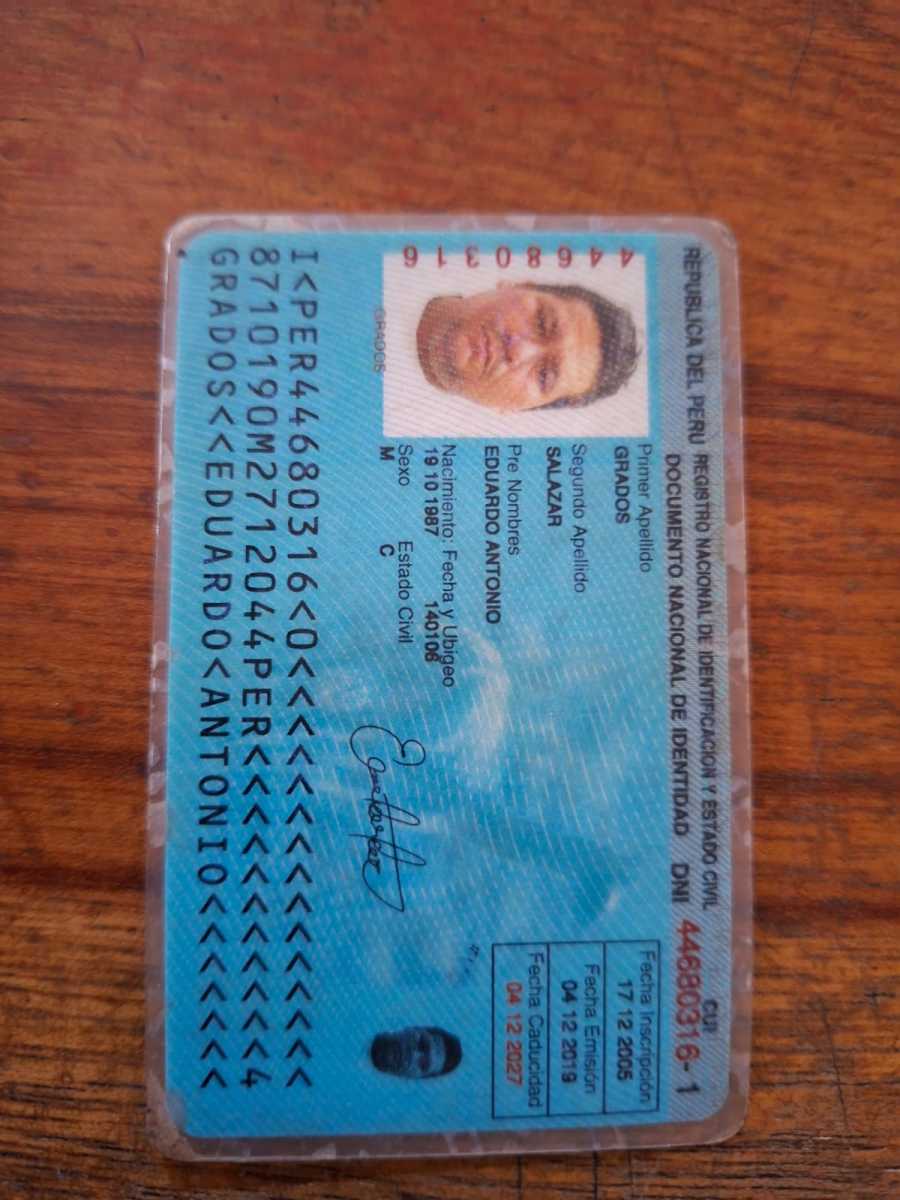 REPUBLICA DEL PERU REGISTRO NACIONAL DE IDENTIFICACION Y ESTADO CIVIL
CUI
DOCUMENTO NACIONAL DE IDENTIDAD DNI 44680316-1
44680316
GRADOS
Primer Apellido
GRADOS
Segundo Apellido
SALAZAR
Pre Nombres
EDUARDO ANTONIO
Nacimiento: Fecha y Ubigeo
19 10 1987 140106
Sexo Estado Civil
M C
Fecha Inscripción
17 12 2005
Fecha Emisión
04 12 2019
Fecha Caducidad
04 12 2027
I<PER44680316<0<<<<<<<<<<<<<<<
8710190M2712044PER<<<<<<<<<<<4
GRADOS<<EDUARDO<ANTONIO<<<<<<<